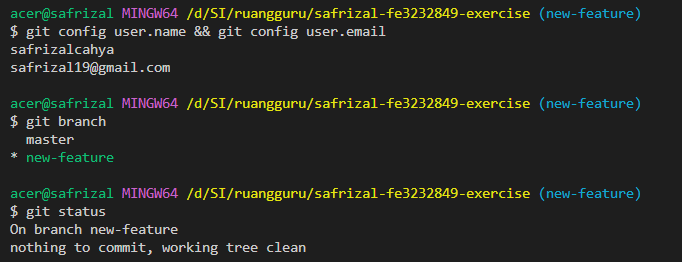 acer@safrizal MINGW64 /d/SI/ruangguru/safrizal-fe3232849-exercise (new-feature)
$ git config user.name && git config user.email
safrizalcahya
safrizal19@gmail.com
acer@safrizal MINGW64 /d/SI/ruangguru/safrizal-fe3232849-exercise (new-feature)
$ git branch
  master
* new-feature
acer@safrizal MINGW64 /d/SI/ruangguru/safrizal-fe3232849-exercise (new-feature)
$ git status
On branch new-feature
nothing to commit, working tree clean